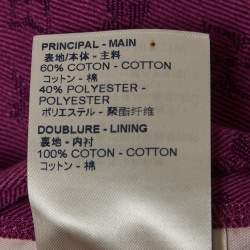 PRINCIPAL - MAIN
表地/本体 - 主料
60% COTON - COTTON
コットン - 棉
40% POLYESTER -
POLYESTER
ポリエステル - 聚酯纤维
DOUBLURE - LINING
裏地 - 内衬
100% COTON - COTTON
コットン - 棉